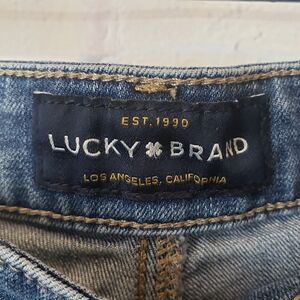 EST. 1990
LUCKY BRAND
LOS ANGELES, CALIFORNIA